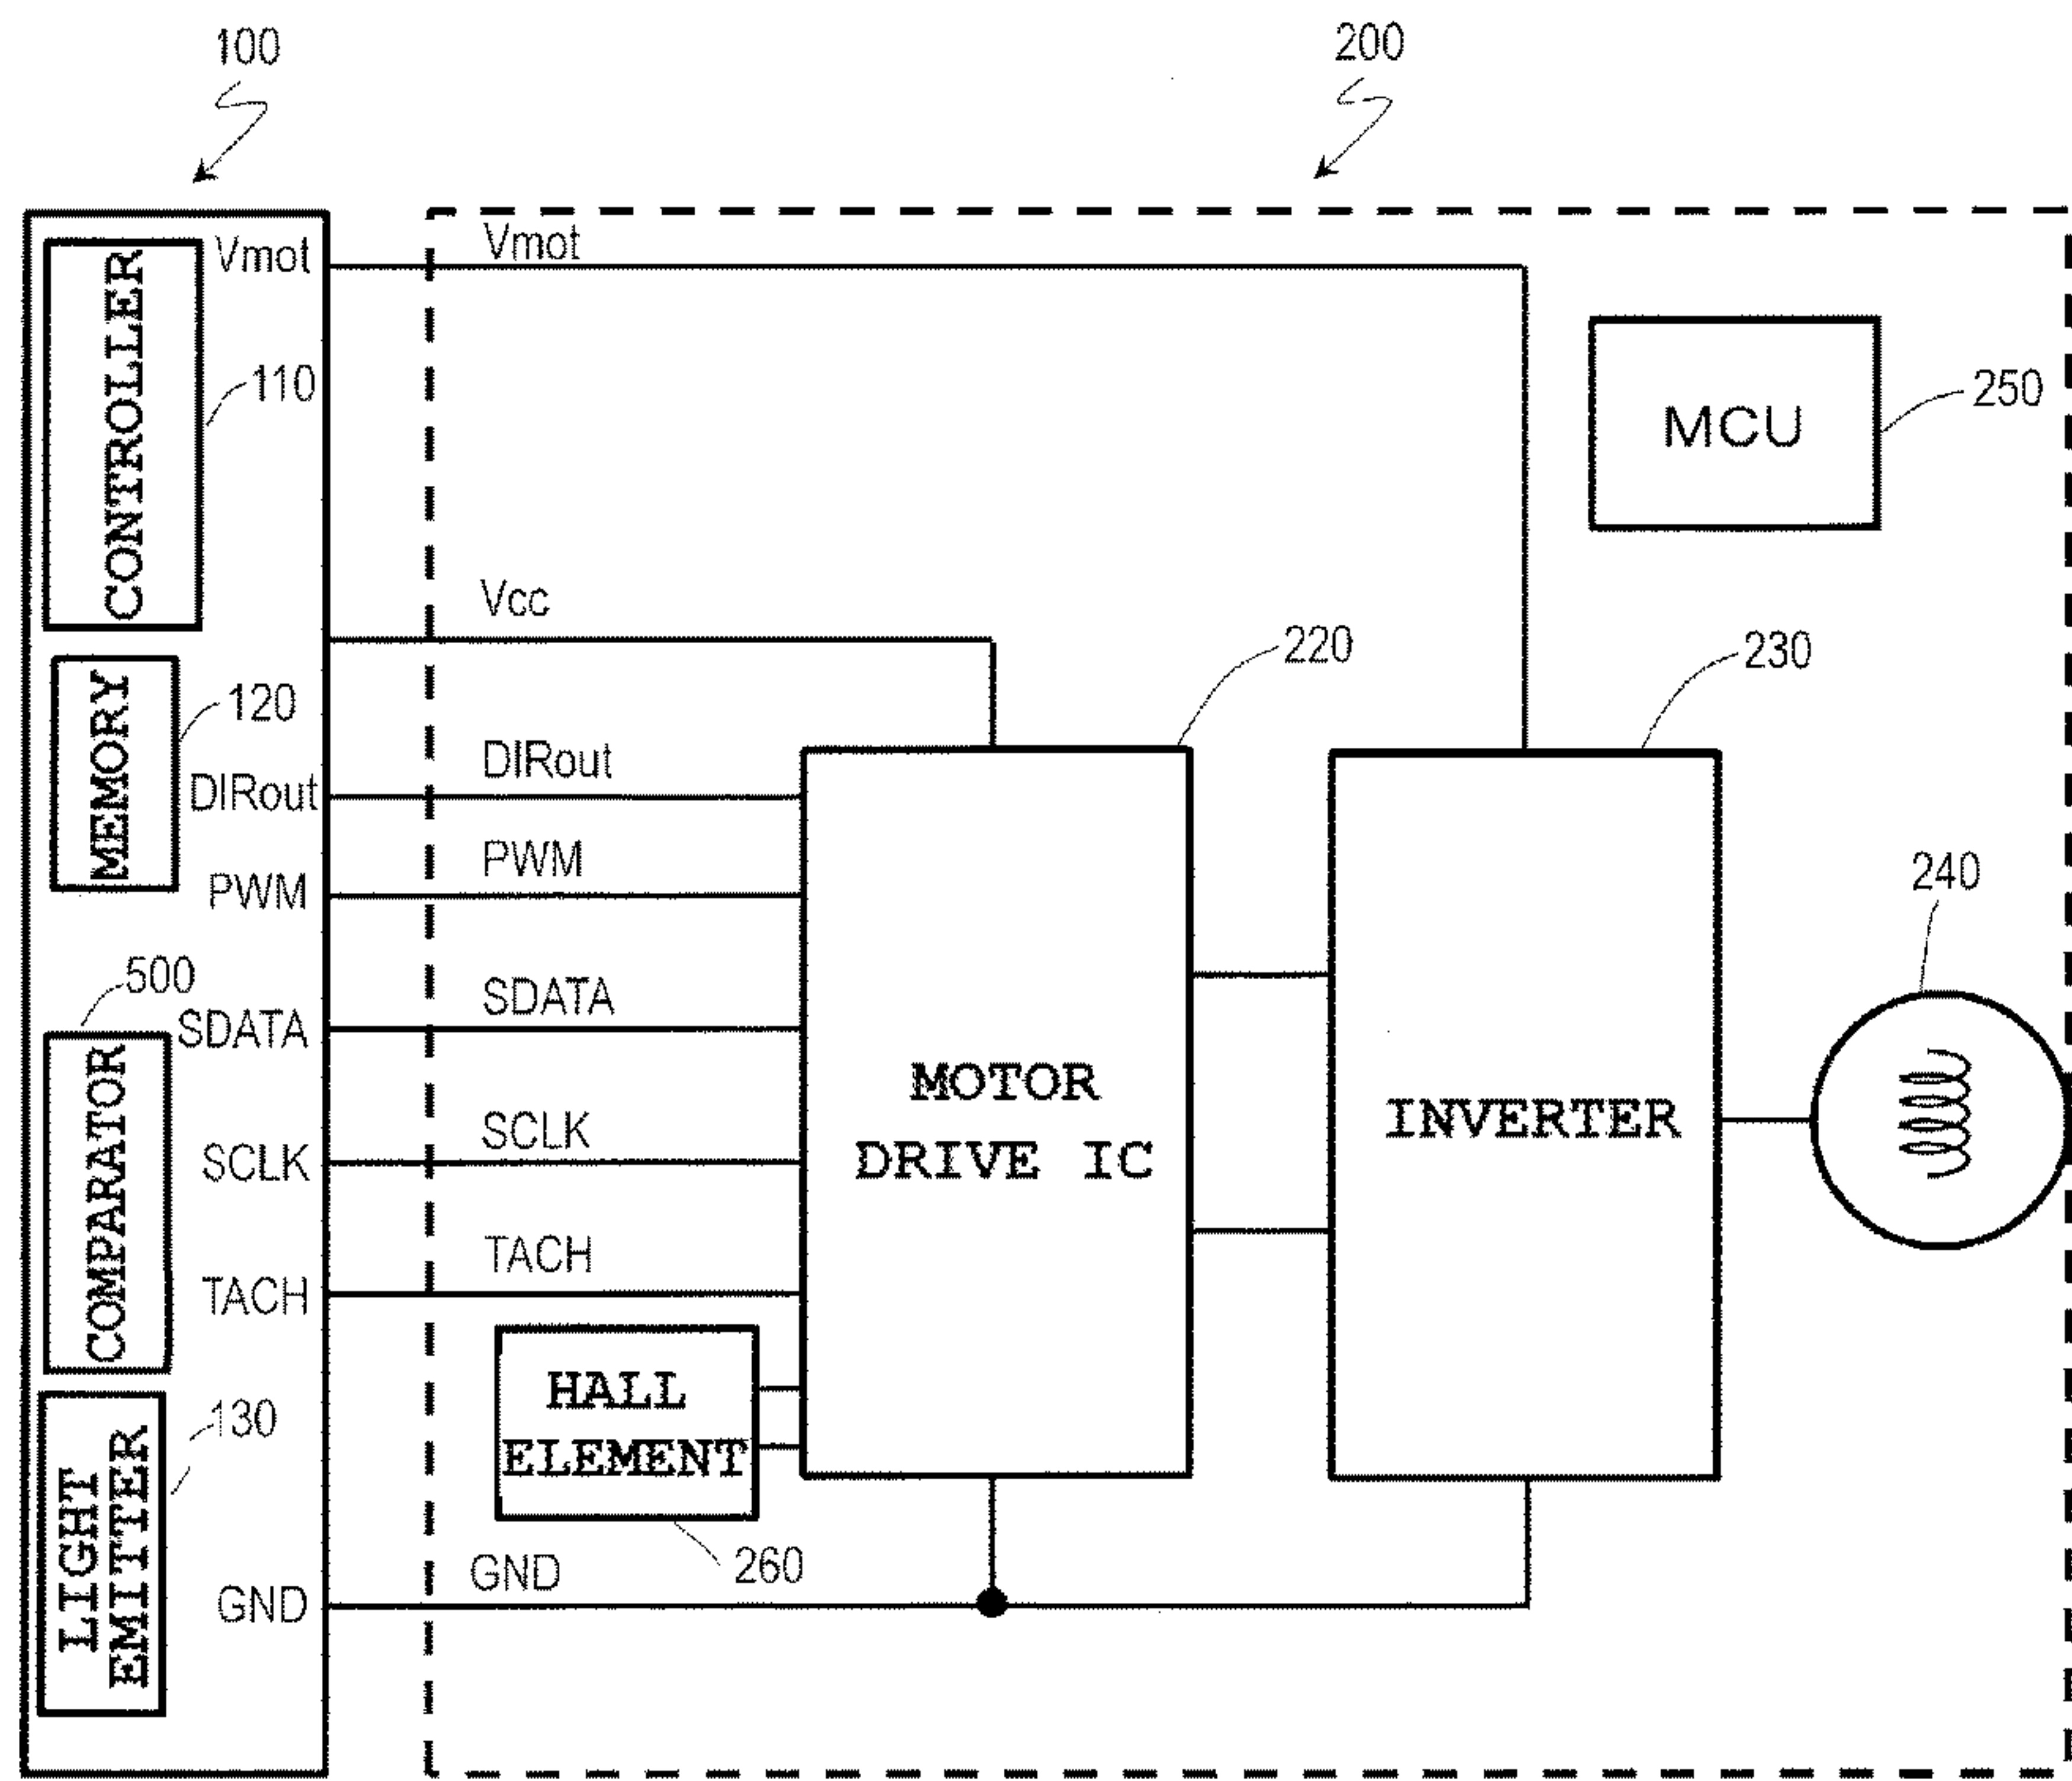 100
200
Vmot
Vmot
CONTROLLER
110
MCU
250
Vcc
220
230
MEMORY
120
DIRout
DIRout
PWM
PWM
240
500
SDATA
SDATA
COMPARATOR
MOTOR
DRIVE IC
INVERTER
SCLK
SCLK
TACH
TACH
HALL
ELEMENT
130
LIGHT
EMITTER
260
GND
GND